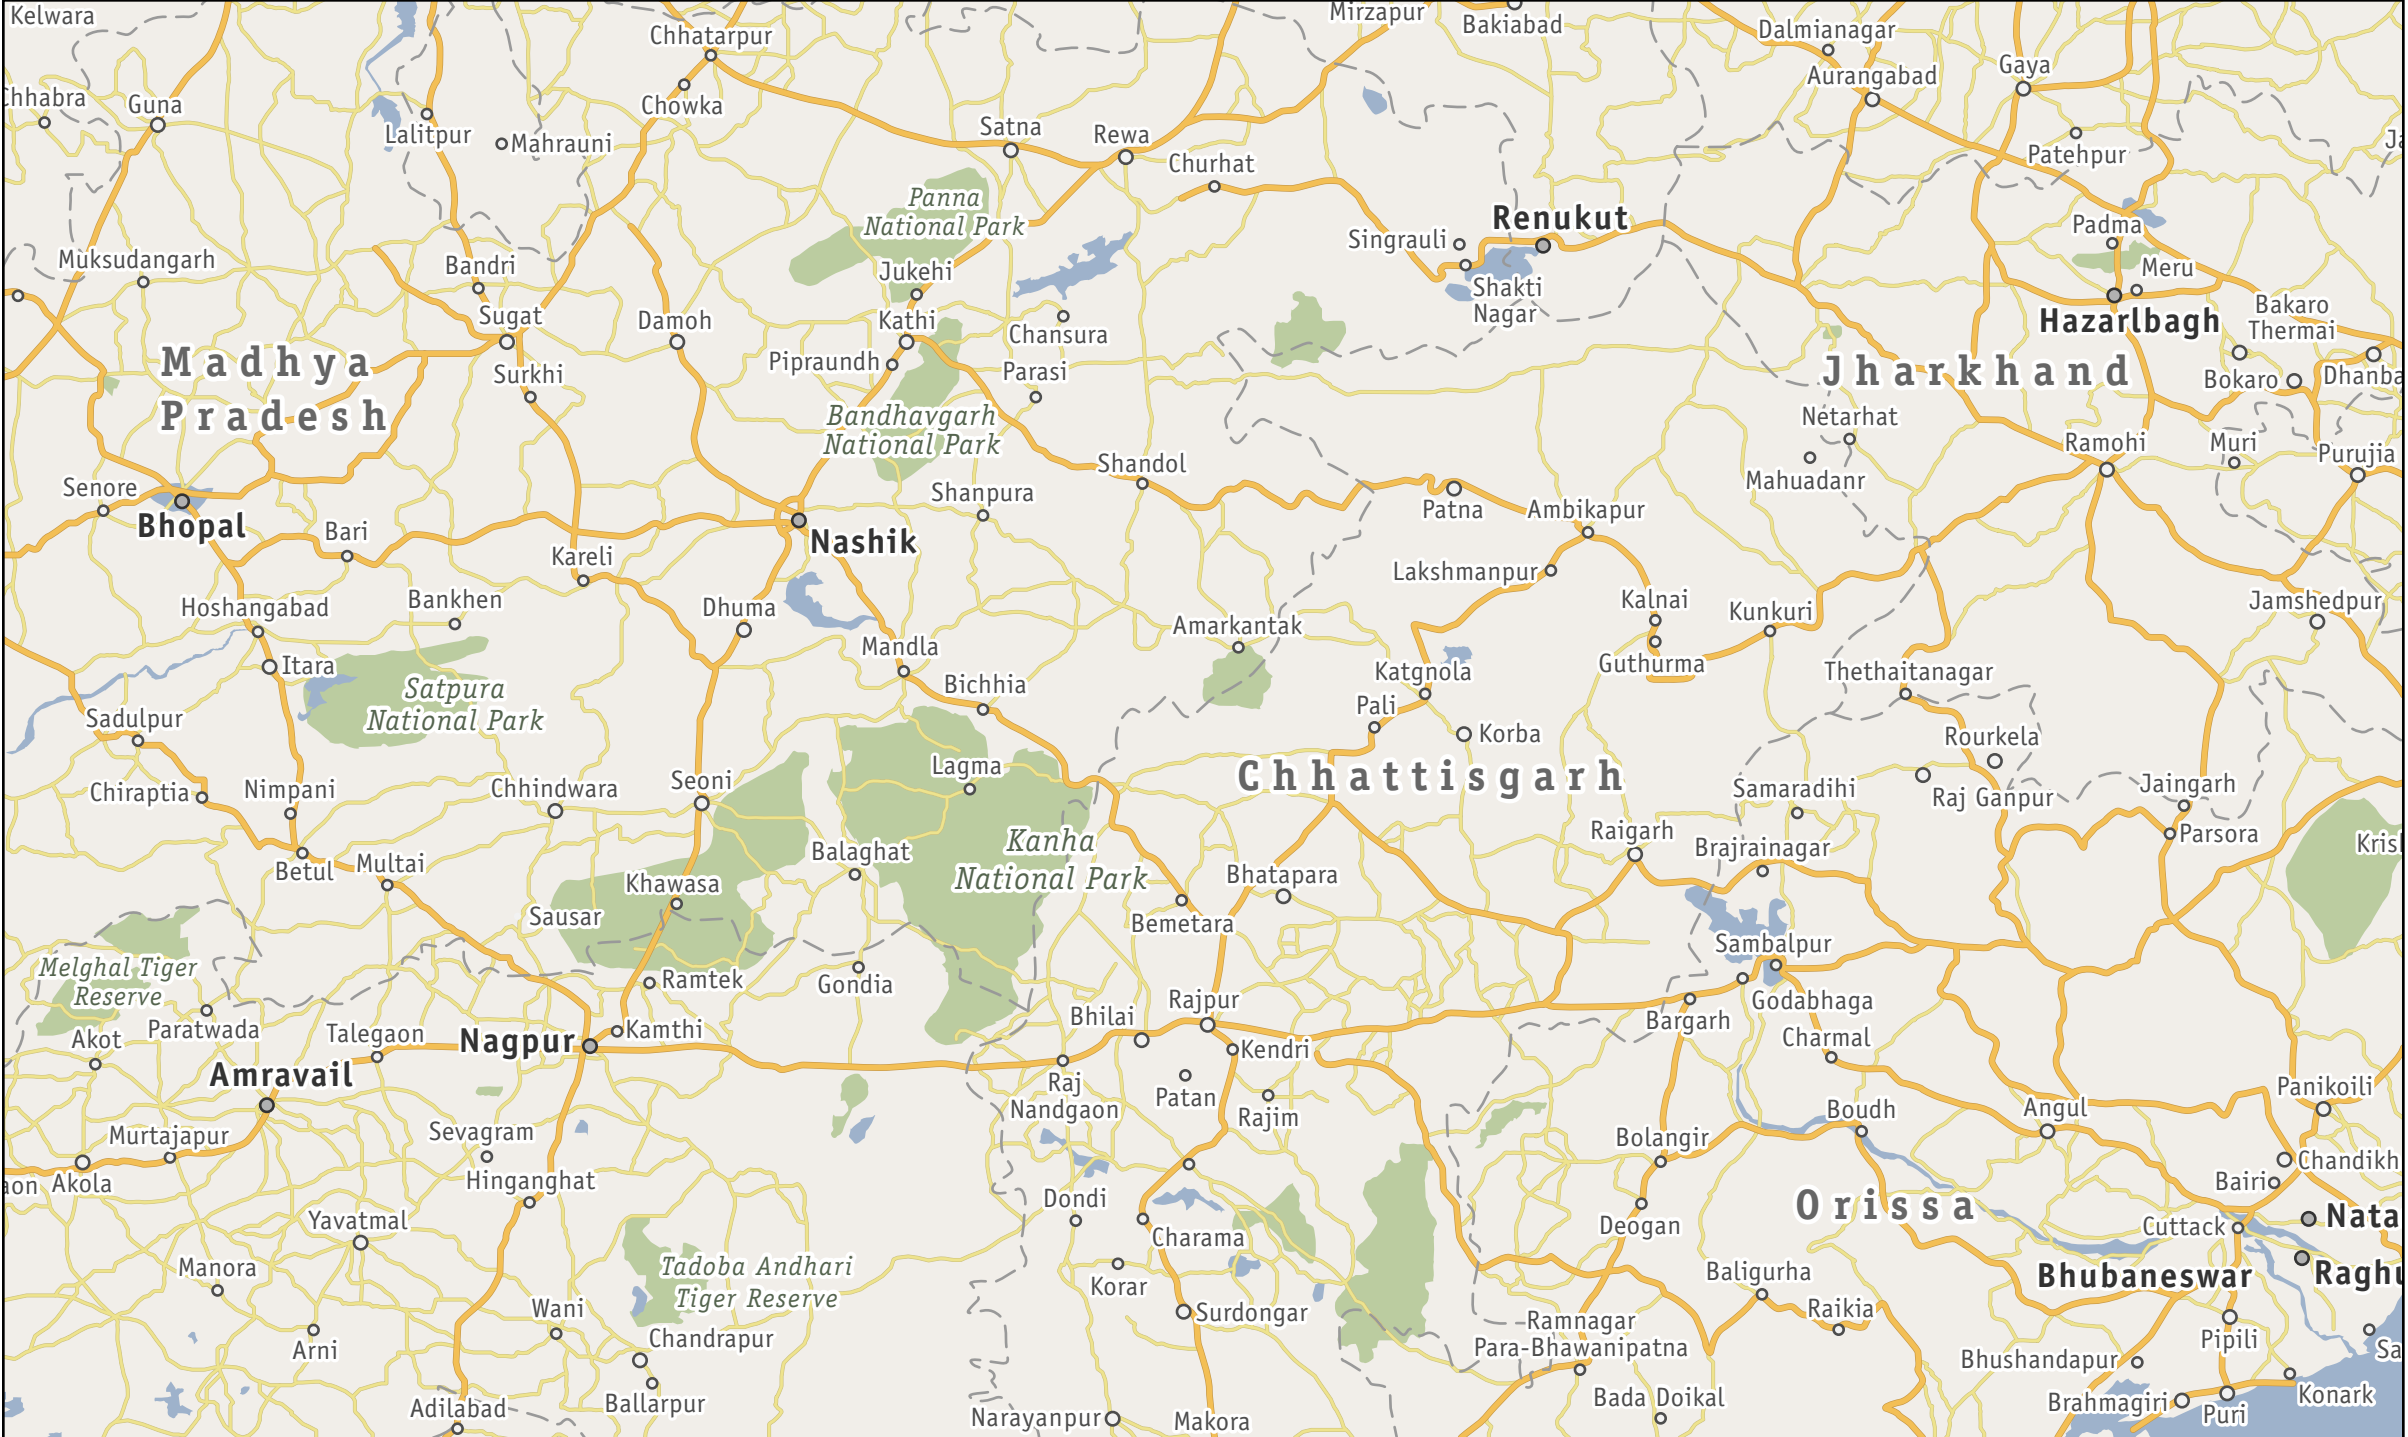 Kelwara
Chhatarpur
Mirzapur
Bakiabad
Dalmianagar
Gaya
Aurangabad
Chhabra
Guna
Chowka
Lalitpur
Mahrauni
Satna
Rewa
Churhat
Patehpur
Panna
National Park
Renukut
Singrauli
Shakti
Nagar
Padma
Meru
Hazarlbagh
Bakaro
Thermai
Muksudangarh
Bandri
Jukehi
Sugat
Damoh
Kathi
Chansura
Pipraundh
Parasi
Surkhi
Madhya
Pradesh
Jharkhand
Bokaro
Dhanba
Bandhavgarh
National Park
Netarhat
Ramohi
Muri
Purujia
Mahuadanr
Shandol
Senore
Shanpura
Patna
Ambikapur
Bhopal
Bari
Nashik
Kareli
Lakshmanpur
Hoshangabad
Bankhen
Dhuma
Kalnai
Kunkuri
Jamshedpur
Amarkantak
Mandla
Itara
Guthurma
Katgnola
Thethaitanagar
Satpura
National Park
Bichhia
Pali
Sadulpur
Korba
Rourkela
Lagma
Chhattisgarh
Seoni
Chiraptia
Nimpani
Chhindwara
Samaradihi
Raj Ganpur
Jaingarh
Raigarh
Parsora
Kanha
National Park
Balaghat
Brajrainagar
Betul
Multai
Khawasa
Bhatapara
Sausar
Bemetara
Sambalpur
Melghal Tiger
Reserve
Ramtek
Gondia
Rajpur
Godabhaga
Paratwada
Akot
Talegaon
Nagpur
Kamthi
Bhilai
Bargarh
Charmal
Kendri
Amravail
Raj
Nandgaon
Patan
Rajim
Boudh
Angul
Panikoili
Murtajapur
Sevagram
Bolangir
Akola
Hinganghat
Chandikh
Bairi
Dondi
Orissa
Yavatmal
Deogan
Cuttack
Nata
Charama
Manora
Tadoba Andhari
Tiger Reserve
Korar
Baligurha
Bhubaneswar
Raghu
Wani
Surdongar
Ramnagar
Raikia
Chandrapur
Para-Bhawanipatna
Pipili
Arni
Bhushandapur
Ballarpur
Bada Doikal
Konark
Adilabad
Narayanpur
Makora
Brahmagiri
Puri